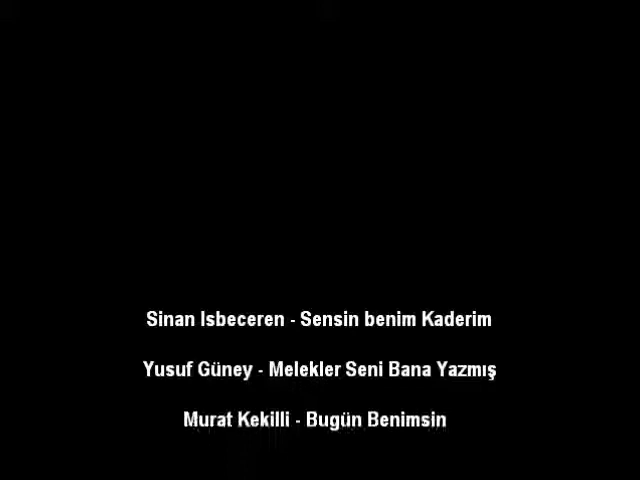 Sinan Isbeceren - Sensin benim Kaderim
Yusuf Güney - Melekler Seni Bana Yazmış
Murat Kekilli - Bugün Benimsin